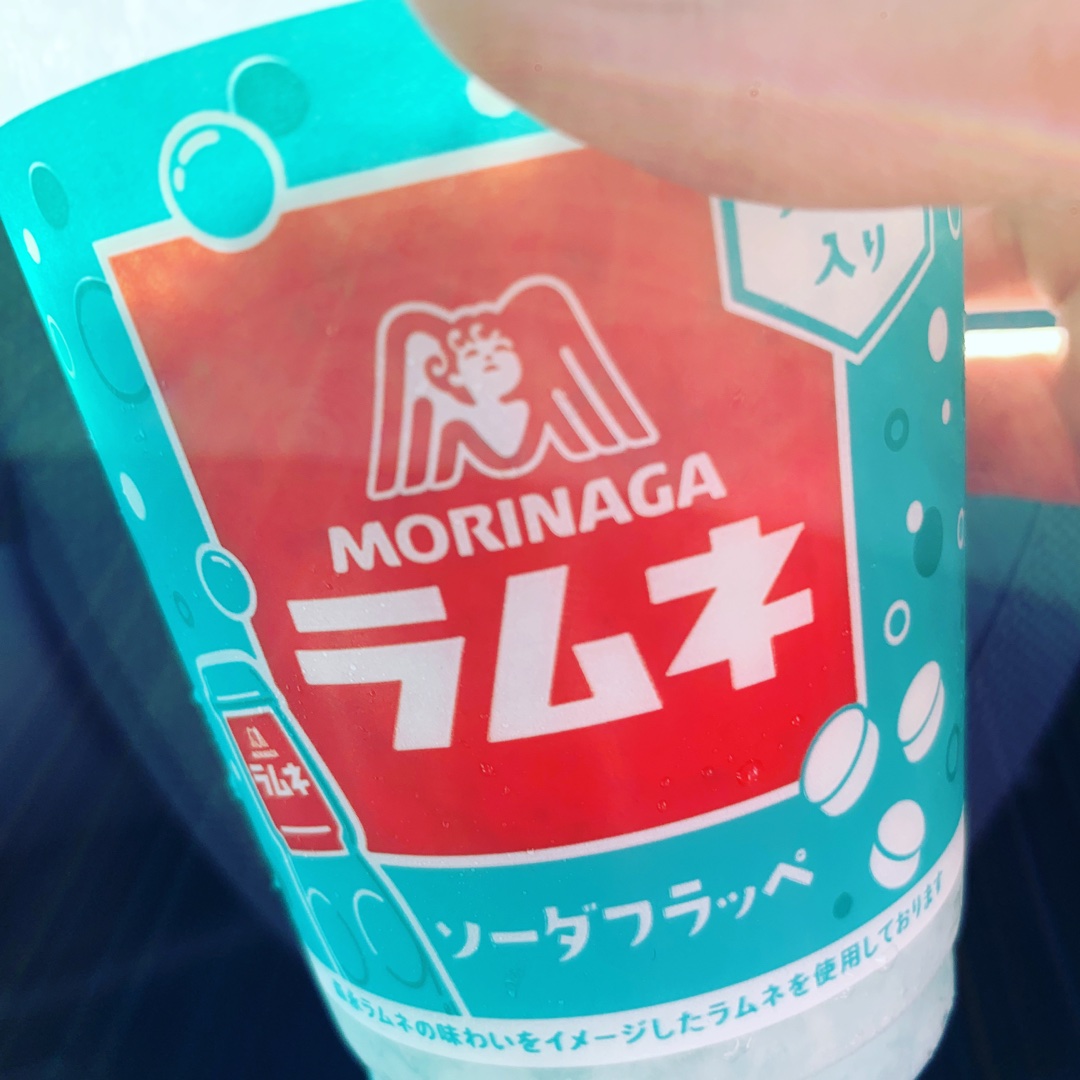 入り
MORINAGA
ラムネ
ラムネ
ソーダフラッペ
森永ラムネの味わいをイメージしたラムネを使用しております